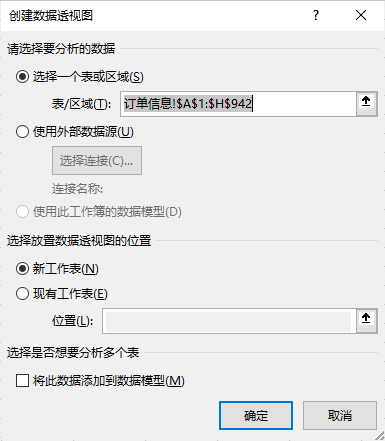 创建数据透视图 ? ×
请选择要分析的数据
选择一个表或区域(S)
表/区域(T): 订单信息!$A$1:$H$942
使用外部数据源(U)
选择连接(C)...
连接名称:
使用此工作簿的数据模型(D)
选择放置数据透视图的位置
新工作表(N)
现有工作表(E)
位置(L):
选择是否想要分析多个表
将此数据添加到数据模型(M)
确定 取消